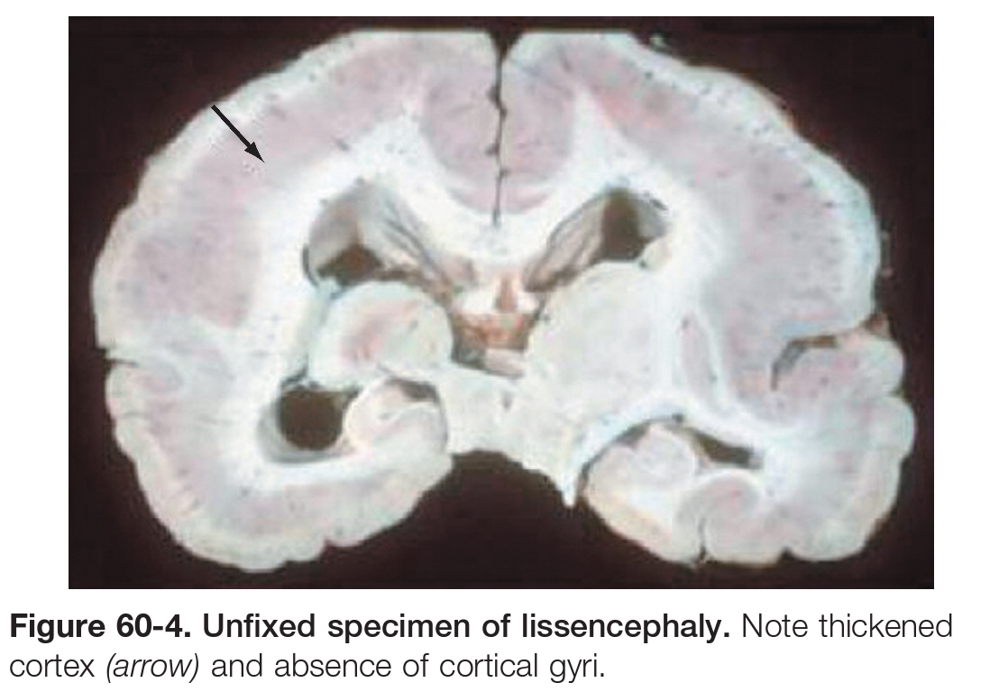 Figure 60-4. Unfixed specimen of lissencephaly. Note thickened
cortex (arrow) and absence of cortical gyri.